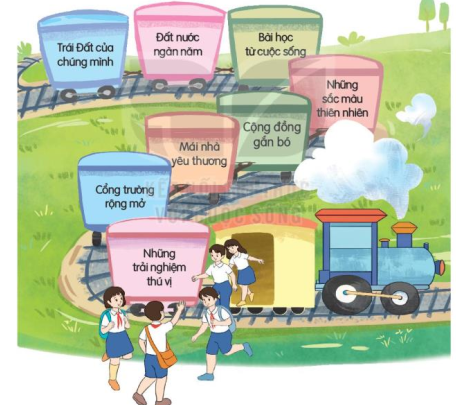 Trái Đất của
chúng mình
Đất nước
ngàn năm
Bài học
từ cuộc sống
Những
sắc màu
thiên nhiên
Cộng đồng
gắn bó
Mái nhà
yêu thương
Cổng trường
rộng mở
Những
trải nghiệm
thú vị